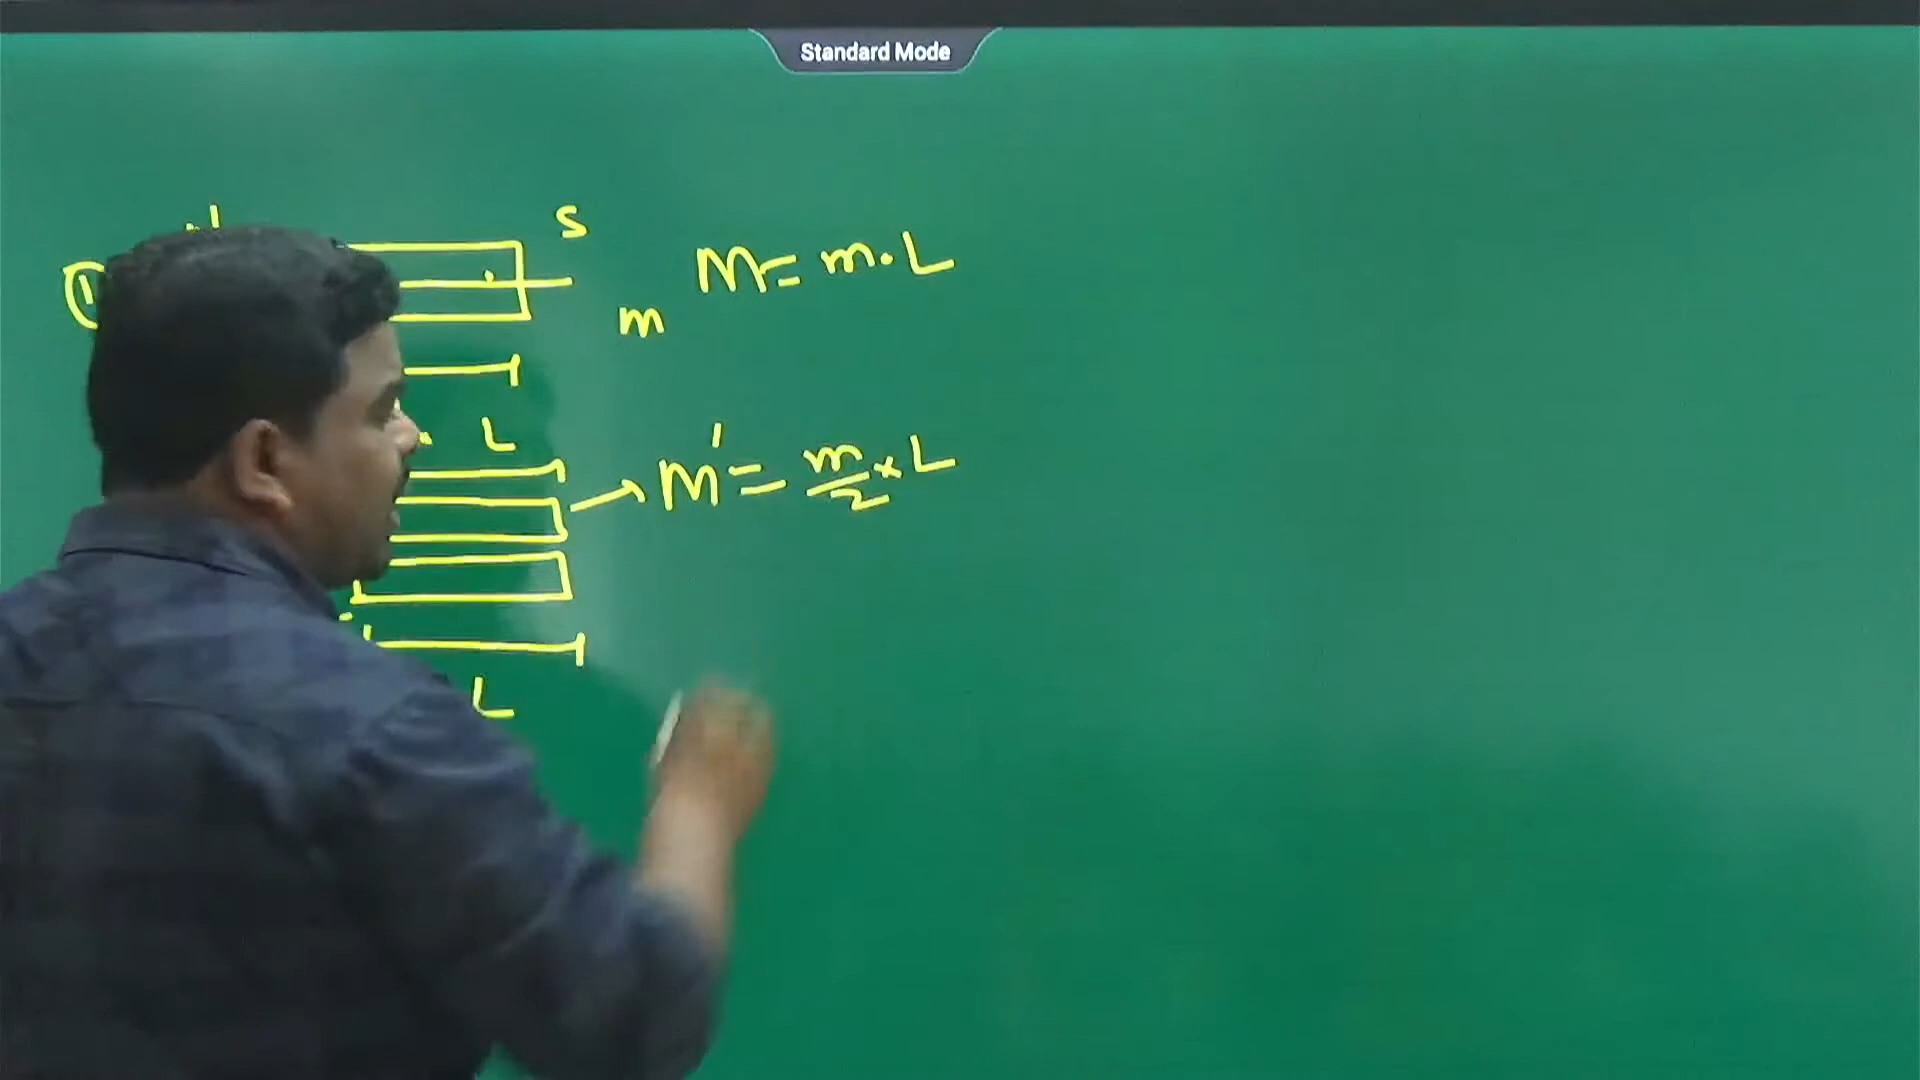 Standard Mode
S
M = m . L
m
L
M' = m/2 × L
L